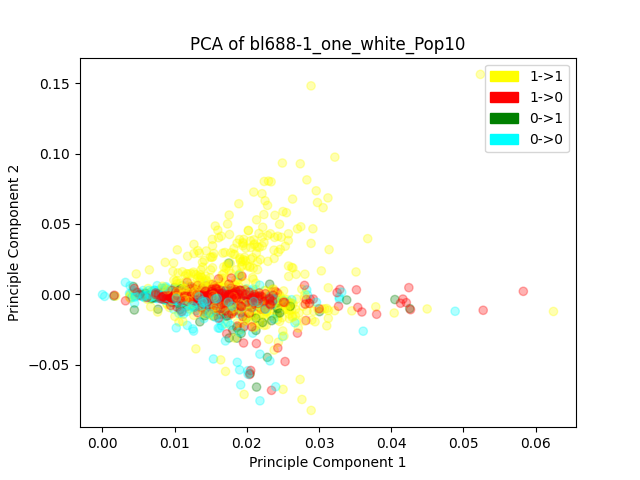 PCA of bl688-1_one_white_Pop10
1->1
1->0
0->1
0->0
0.15
0.10
0.05
0.00
−0.05
Principle Component 2
0.00 0.01 0.02 0.03 0.04 0.05 0.06
Principle Component 1